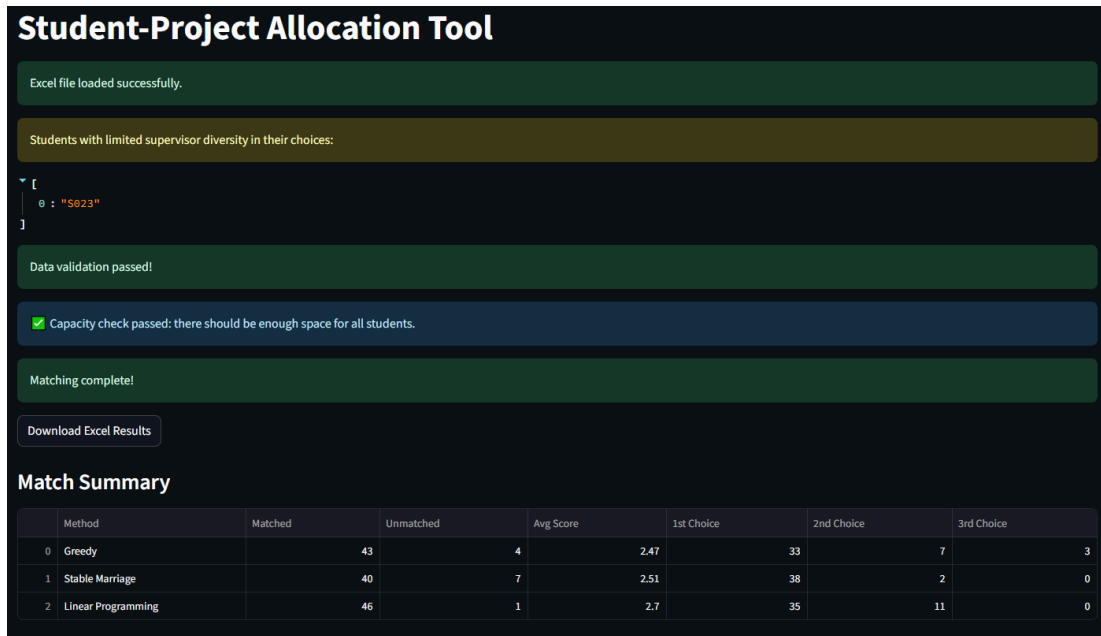 Student-Project Allocation Tool
Excel file loaded successfully.
Students with limited supervisor diversity in their choices:
[
0 : "S023"
]
Data validation passed!
✅ Capacity check passed: there should be enough space for all students.
Matching complete!
Download Excel Results
Match Summary
Method Matched Unmatched Avg Score 1st Choice 2nd Choice 3rd Choice
0 Greedy 43 4 2.47 33 7 3
1 Stable Marriage 40 7 2.51 38 2 0
2 Linear Programming 46 1 2.7 35 11 0